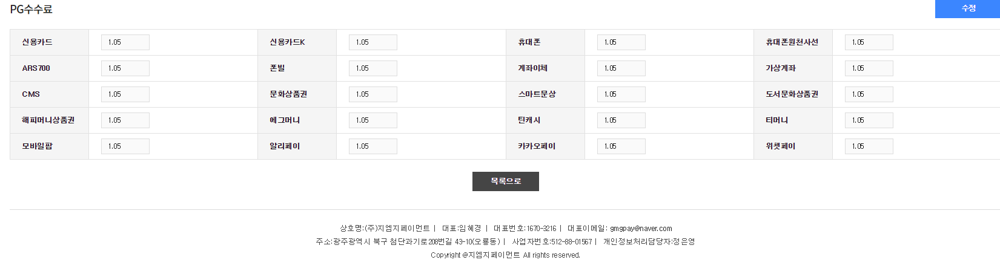 PG수수료 수정
신용카드 1.05 신용카드K 1.05 휴대폰 1.05 휴대폰원천사선 1.05
ARS700 1.05 폰빌 1.05 계좌이체 1.05 가상계좌 1.05
CMS 1.05 문화상품권 1.05 스마트문상 1.05 도서문화상품권 1.05
해피머니상품권 1.05 에그머니 1.05 틴캐시 1.05 티머니 1.05
모바일팝 1.05 알리페이 1.05 카카오페이 1.05 위챗페이 1.05
목록으로
상호명:(주)지엠지페이먼트 | 대표:임혜경 | 대표번호:1670-3216 | 대표이메일: gmgpay@naver.com
주소:광주광역시 북구 첨단과기로208번길 43-10(오룡동) | 사업자번호:512-88-01567 | 개인정보처리담당자:정은영
Copyright @지엠지페이먼트 All rights reserved.